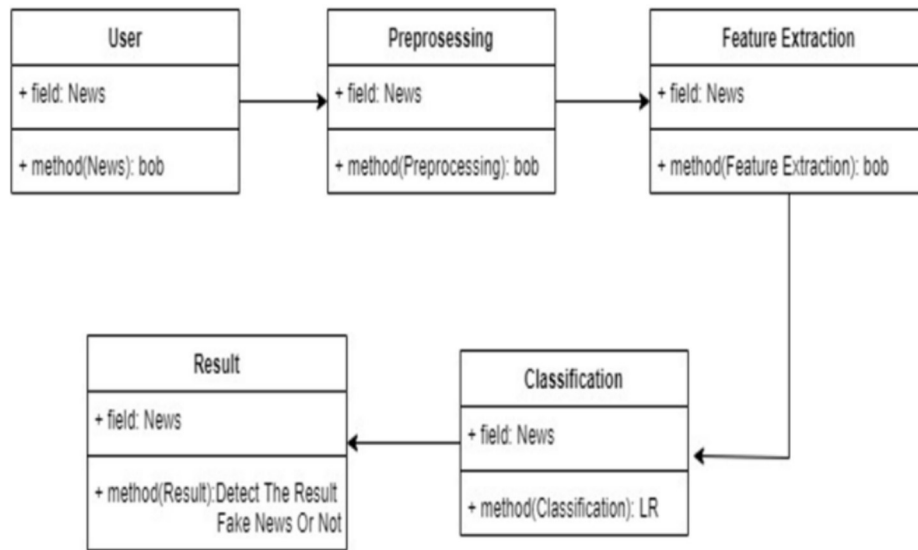 User
+ field: News
+ method(News): bob
Preprosessing
+ field: News
+ method(Preprocessing): bob
Feature Extraction
+ field: News
+ method(Feature Extraction): bob
Result
+ field: News
+ method(Result):Detect The Result
Fake News Or Not
Classification
+ field: News
+ method(Classification): LR